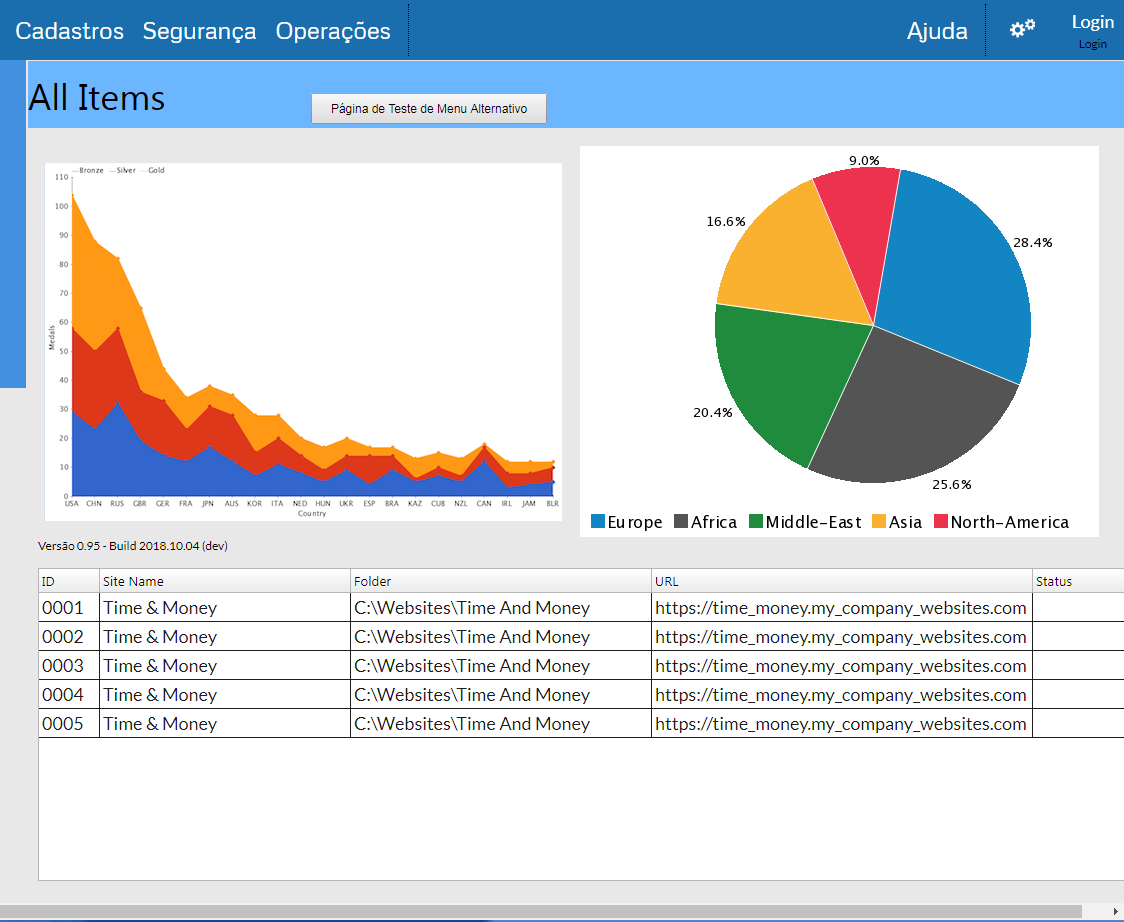 Cadastros Segurança Operações Ajuda Login
Login
All Items
Página de Teste de Menu Alternativo
Bronze Silver Gold
110
100
90
80
70
60
50
40
30
20
10
0
Medals
USA CHN RUS GBR GER FRA JPN AUS KOR ITA NED HUN UKR ESP BRA KAZ CUB NZL CAN IRL JAM BLR
Country
9.0%
16.6%
28.4%
20.4%
25.6%
Europe Africa Middle-East Asia North-America
Versão 0.95 - Build 2018.10.04 (dev)
ID Site Name Folder URL Status
0001 Time & Money C:\Websites\Time And Money https://time_money.my_company_websites.com
0002 Time & Money C:\Websites\Time And Money https://time_money.my_company_websites.com
0003 Time & Money C:\Websites\Time And Money https://time_money.my_company_websites.com
0004 Time & Money C:\Websites\Time And Money https://time_money.my_company_websites.com
0005 Time & Money C:\Websites\Time And Money https://time_money.my_company_websites.com